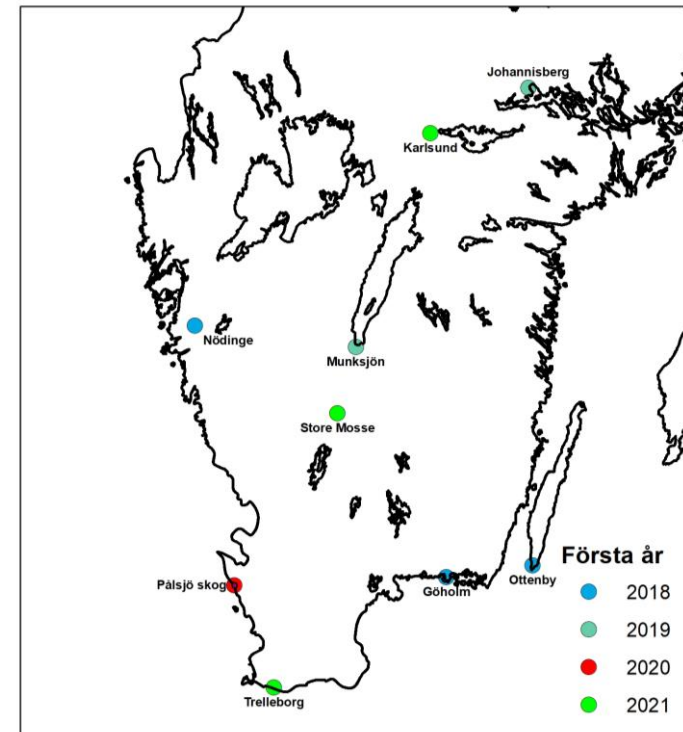 Johannisberg
Karlsund
Nödinge
Munksjön
Store Mosse
Första år
Pålsjö skog
Göholm
Ottenby
2018
2019
2020
Trelleborg
2021